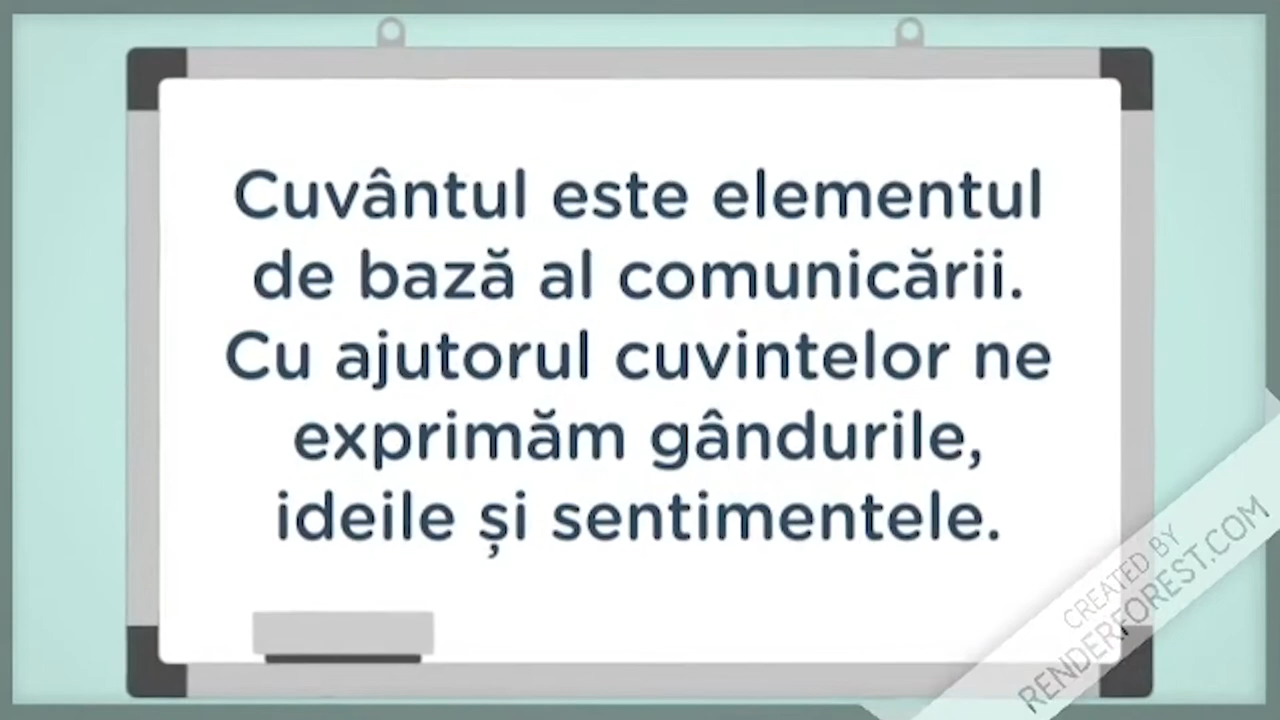 Cuvântul este elementul
de bază al comunicării.
Cu ajutorul cuvintelor ne
exprimăm gândurile,
ideile și sentimentele.
CREATED BY
RENDERFOREST.COM